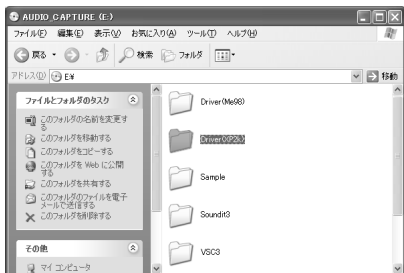 AUDIO_CAPTURE (E:)
ファイル(F) 編集(E) 表示(V) お気に入り(A) ツール(T) ヘルプ(H)
戻る 検索 フォルダ
アドレス(D) E:¥ 移動
ファイルとフォルダのタスク
このフォルダの名前を変更する
このフォルダを移動する
このフォルダをコピーする
このフォルダを Web に公開する
このフォルダを共有する
このフォルダのファイルを電子メールで送信する
このフォルダを削除する
その他
マイ コンピュータ
Driver(Me98)
Driver(XP2k)
Sample
Soundit3
VSC3